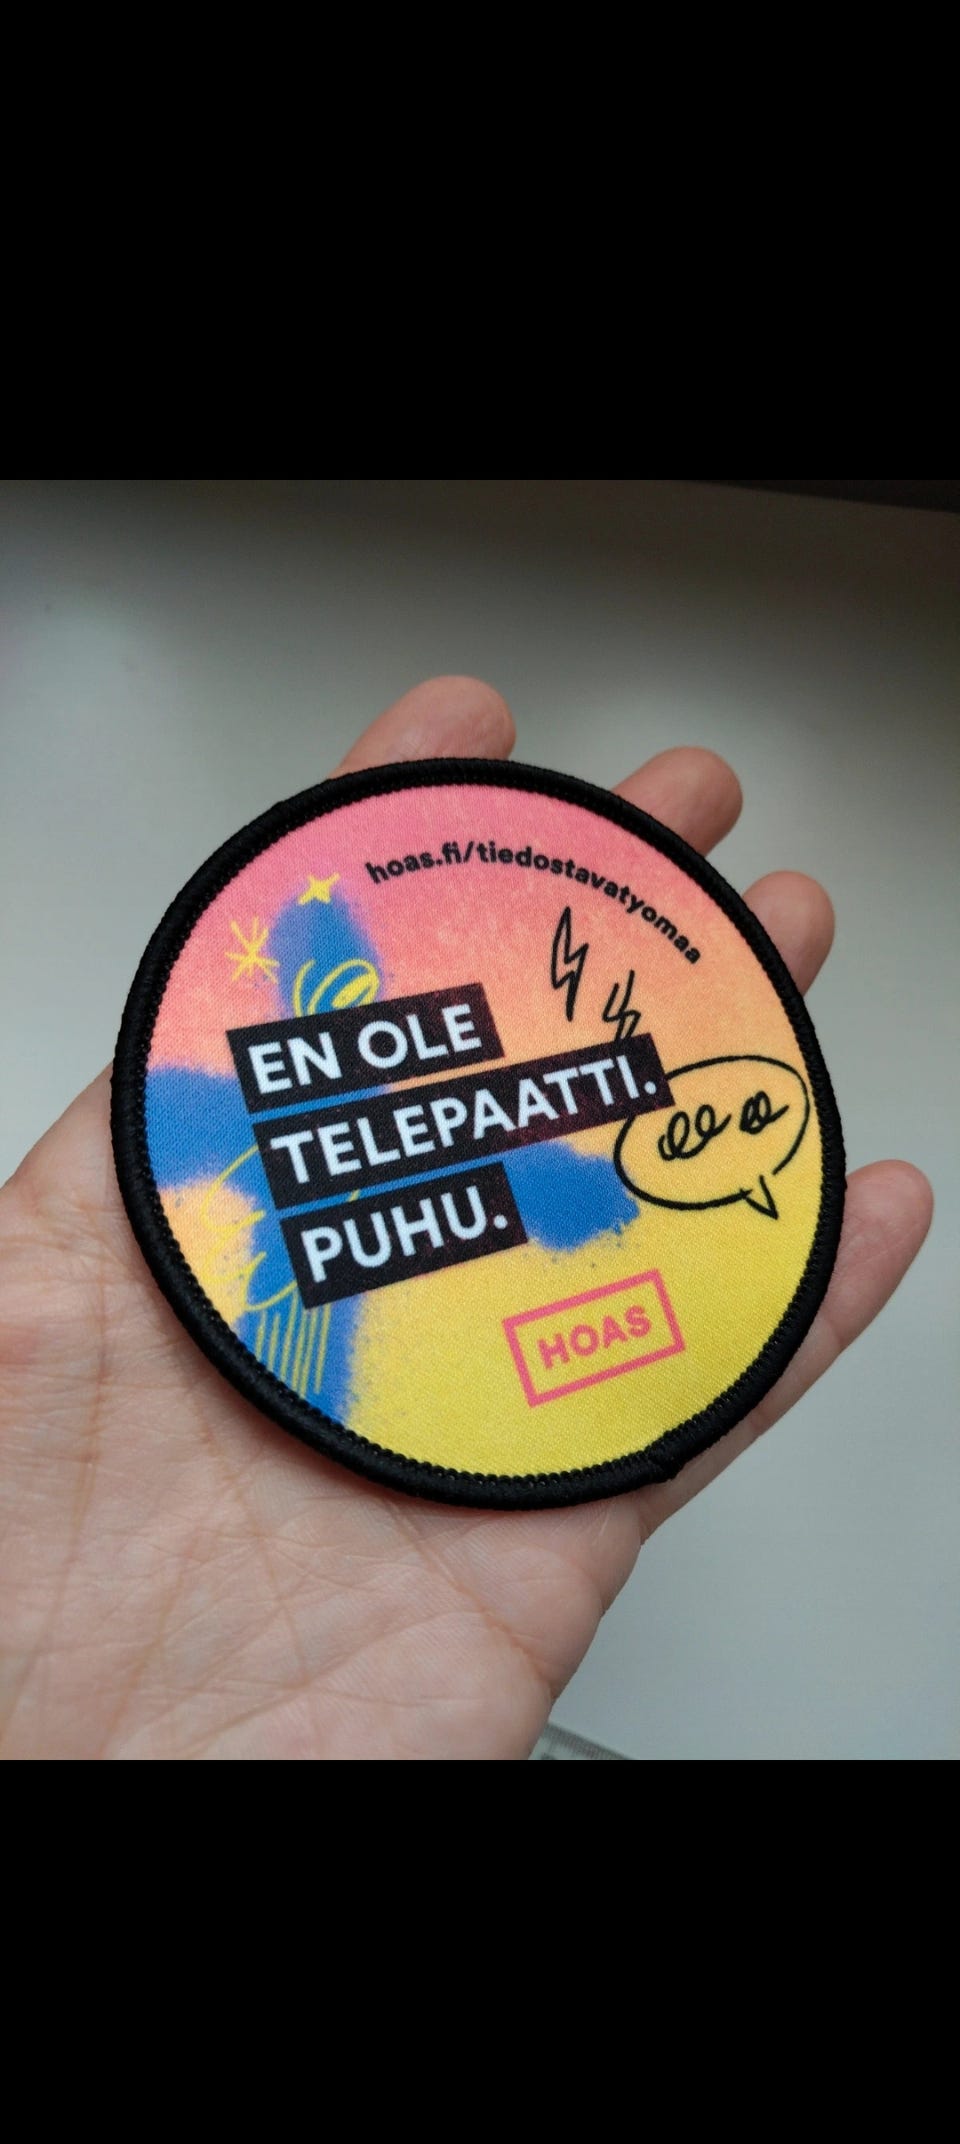 hoas.fi/tiedostavatyomaa
EN OLE
TELEPAATTI.
PUHU.
HOAS